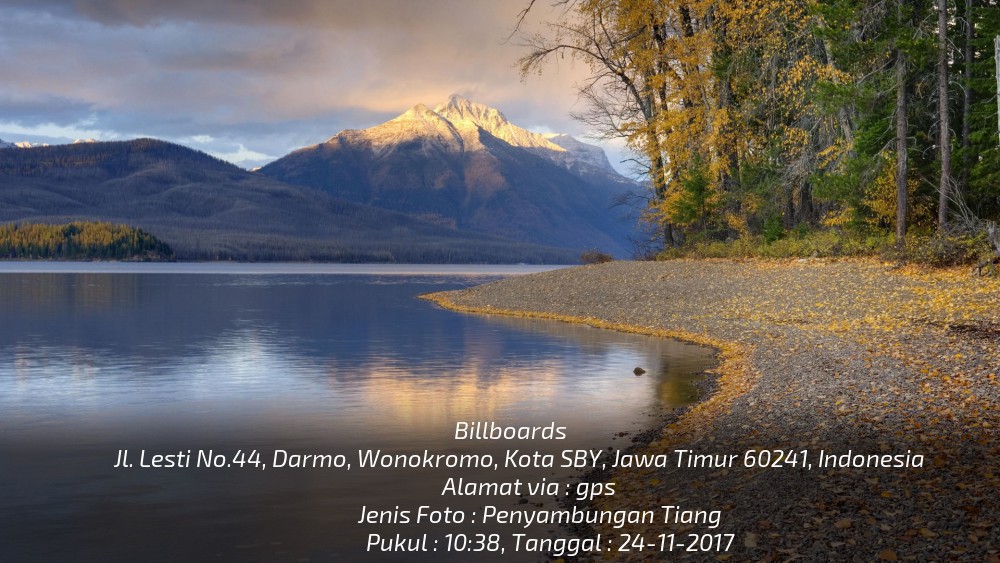 Billboards
Jl. Lesti No.44, Darmo, Wonokromo, Kota SBY, Jawa Timur 60241, Indonesia
Alamat via : gps
Jenis Foto : Penyambungan Tiang
Pukul : 10:38, Tanggal : 24-11-2017